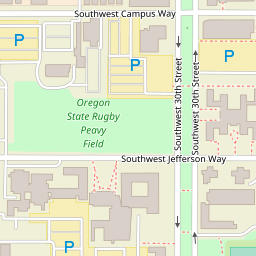 Southwest Campus Way
P
P
P
Southwest 30th Street
Southwest 30th Street
Oregon
State Rugby
Peavy
Field
Southwest Jefferson Way
P
P